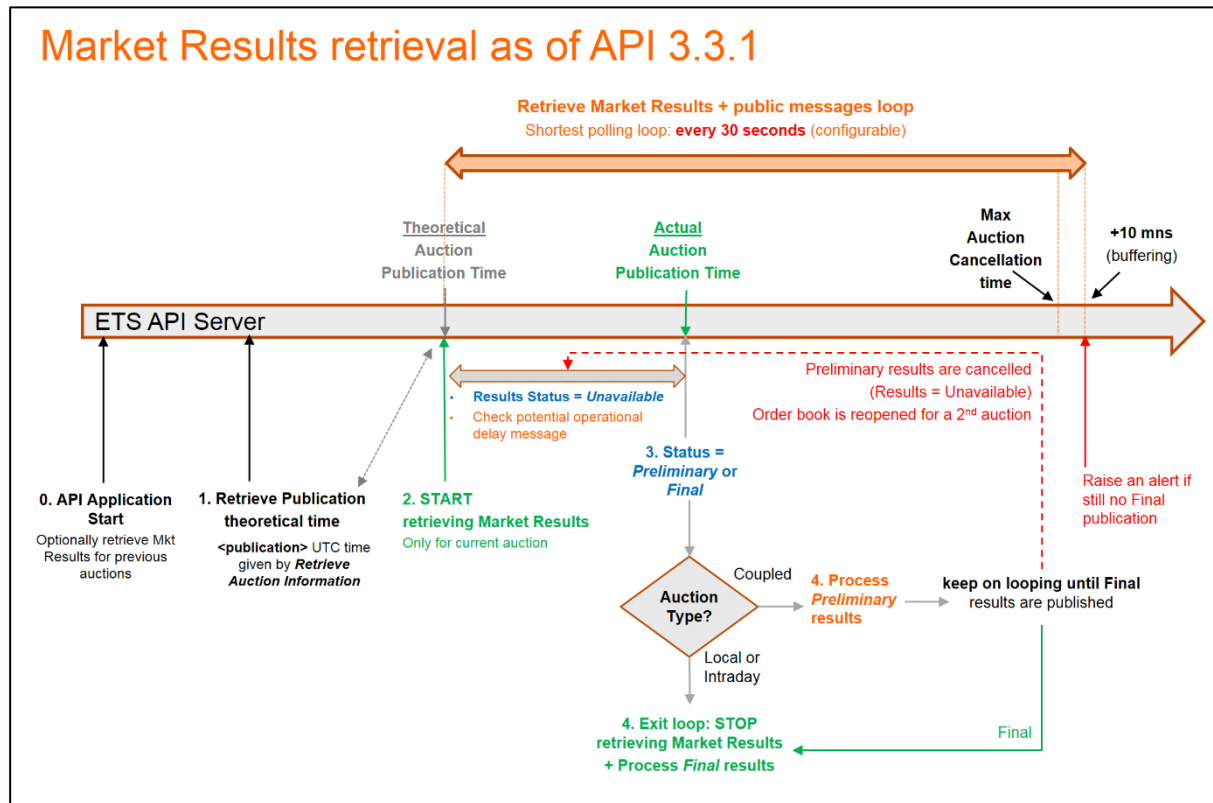 Market Results retrieval as of API 3.3.1
Retrieve Market Results + public messages loop
Shortest polling loop: every 30 seconds (configurable)
Theoretical
Auction
Publication Time
Actual
Auction
Publication Time
Max
Auction
Cancellation
time
+10 mns
(buffering)
ETS API Server
• Results Status = Unavailable
• Check potential operational
delay message
Preliminary results are cancelled
(Results = Unavailable)
Order book is reopened for a 2nd auction
0. API Application
Start
Optionally retrieve Mkt
Results for previous
auctions
1. Retrieve Publication
theoretical time
<publication> UTC time
given by Retrieve
Auction Information
2. START
retrieving Market Results
Only for current auction
3. Status =
Preliminary or
Final
Raise an alert if
still no Final
publication
Auction
Type?
Coupled
4. Process
Preliminary
results
keep on looping until Final
results are published
Local or
Intraday
4. Exit loop: STOP
retrieving Market Results
+ Process Final results
Final